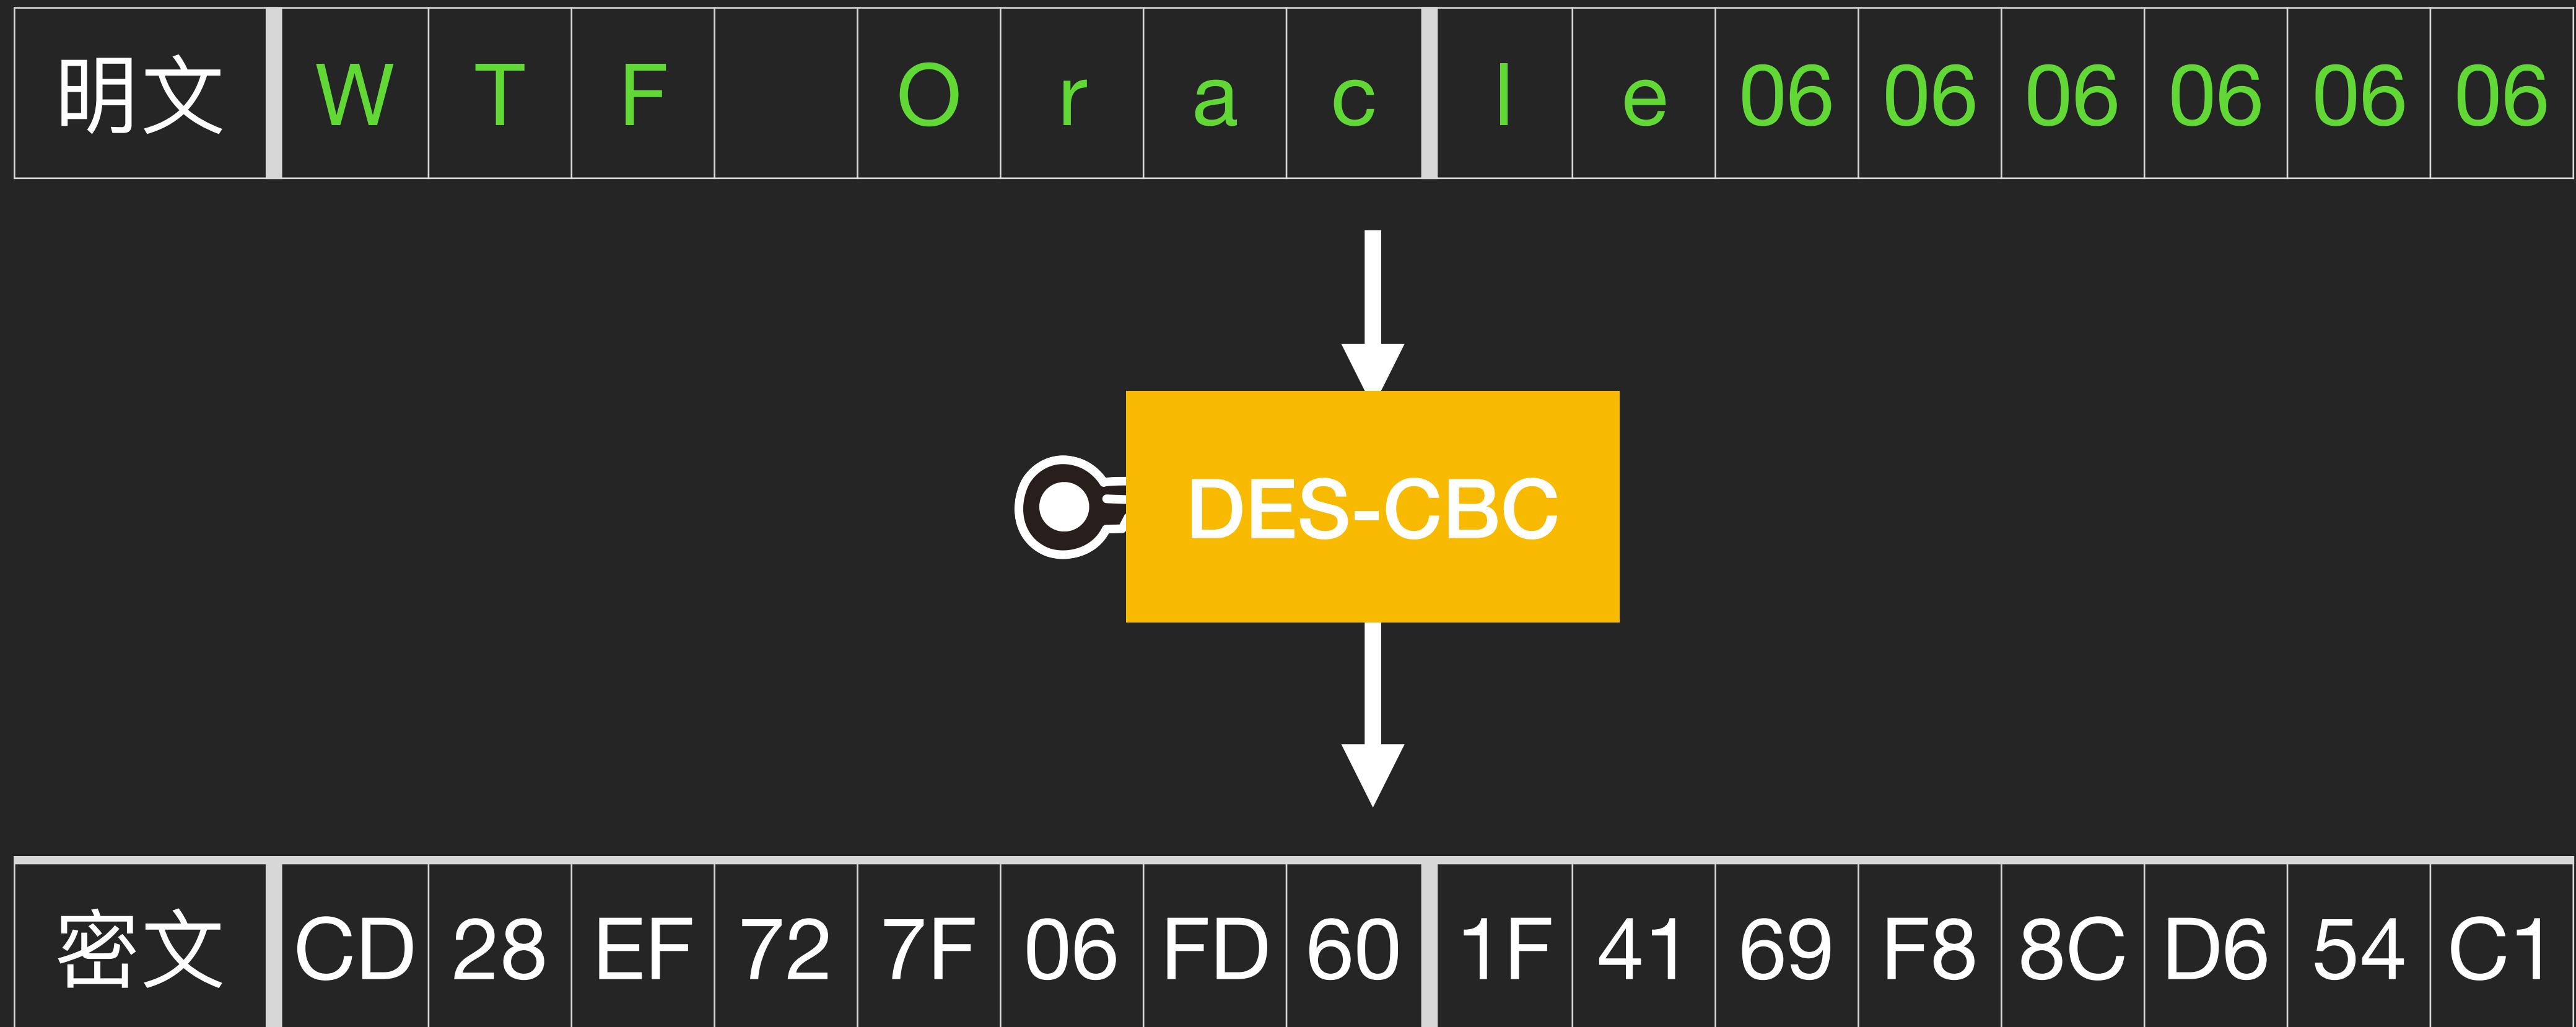 明文 W T F O r a c l e 06 06 06 06 06 06
DES-CBC
密文 CD 28 EF 72 7F 06 FD 60 1F 41 69 F8 8C D6 54 C1